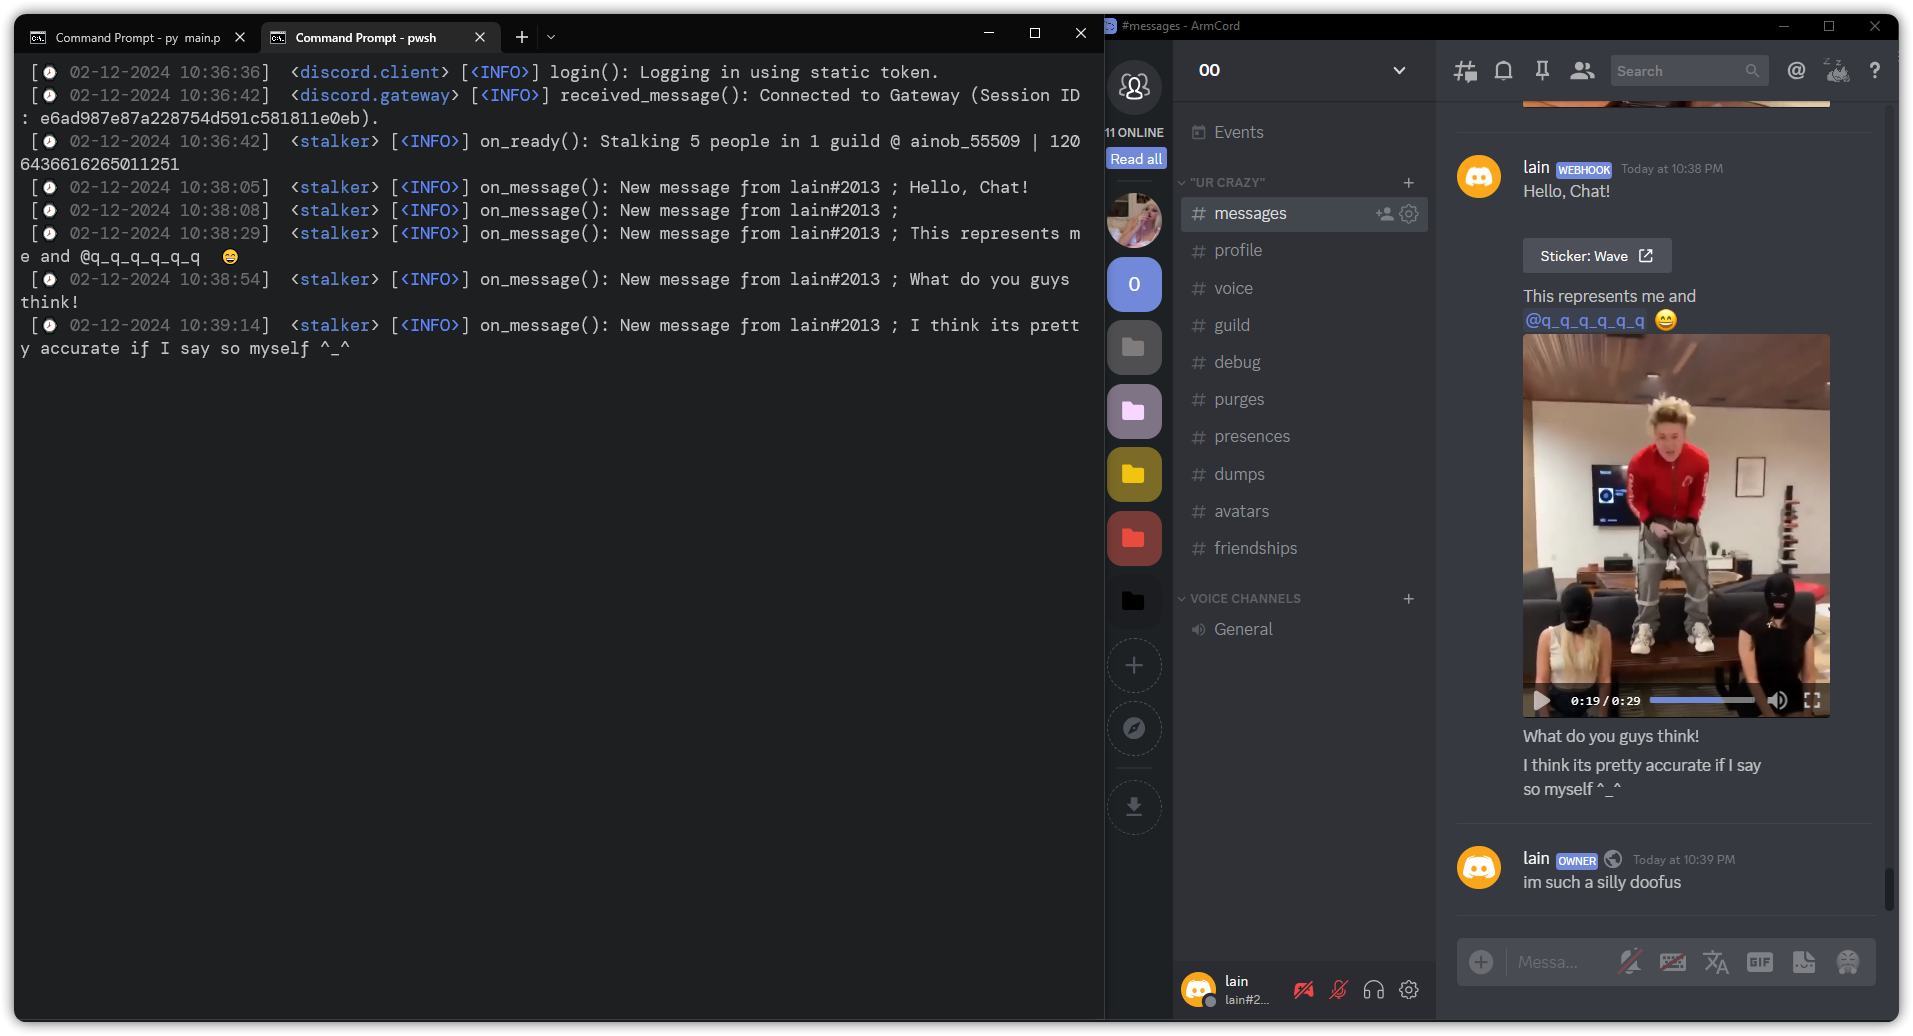 Command Prompt - py  main.p
Command Prompt - pwsh
[⌚ 02-12-2024 10:36:36]  <discord.client> [<INFO>] login(): Logging in using static token.
[⌚ 02-12-2024 10:36:42]  <discord.gateway> [<INFO>] received_message(): Connected to Gateway (Session ID
: e6ad987e87a228754d591c581811e0eb).
[⌚ 02-12-2024 10:36:42]  <stalker> [<INFO>] on_ready(): Stalking 5 people in 1 guild @ ainob_55509 | 120
6436616265011251
[⌚ 02-12-2024 10:38:05]  <stalker> [<INFO>] on_message(): New message from lain#2013 ; Hello, Chat!
[⌚ 02-12-2024 10:38:08]  <stalker> [<INFO>] on_message(): New message from lain#2013 ;
[⌚ 02-12-2024 10:38:29]  <stalker> [<INFO>] on_message(): New message from lain#2013 ; This represents m
e and @q_q_q_q_q_q  😄
[⌚ 02-12-2024 10:38:54]  <stalker> [<INFO>] on_message(): New message from lain#2013 ; What do you guys
think!
[⌚ 02-12-2024 10:39:14]  <stalker> [<INFO>] on_message(): New message from lain#2013 ; I think its prett
y accurate if I say so myself ^_^
#messages - ArmCord
11 ONLINE
Read all
0
00
Events
"UR CRAZY"
# messages
# profile
# voice
# guild
# debug
# purges
# presences
# dumps
# avatars
# friendships
VOICE CHANNELS
General
lain
lain#2...
Search
lain WEBHOOK Today at 10:38 PM
Hello, Chat!
Sticker: Wave
This represents me and
@q_q_q_q_q_q 😄
0:19/0:29
What do you guys think!
I think its pretty accurate if I say
so myself ^_^
lain OWNER Today at 10:39 PM
im such a silly doofus
Messa...
GIF